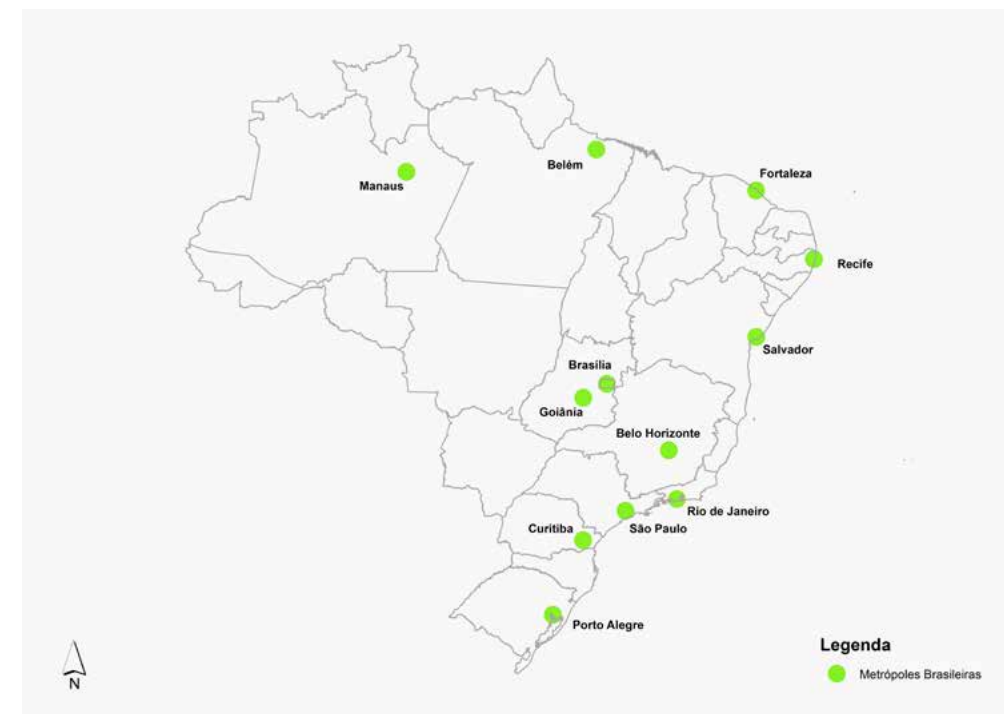 Belém
Fortaleza
Manaus
Recife
Salvador
Brasília
Goiânia
Belo Horizonte
Rio de Janeiro
São Paulo
Curitiba
Porto Alegre
Legenda
Metrópoles Brasileiras
N